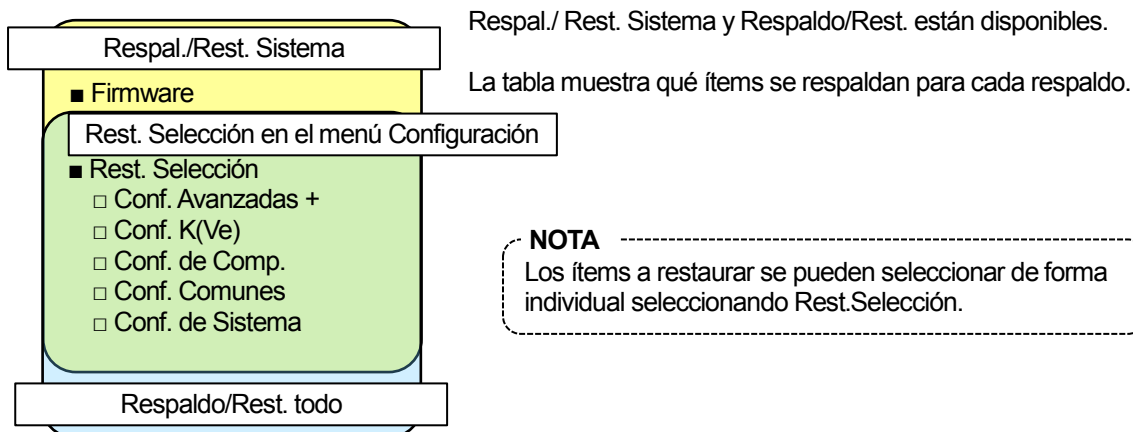 Respal./Rest. Sistema
■ Firmware
Rest. Selección en el menú Configuración
■ Rest. Selección
□ Conf. Avanzadas +
□ Conf. K(Ve)
□ Conf. de Comp.
□ Conf. Comunes
□ Conf. de Sistema
Respaldo/Rest. todo
Respal./ Rest. Sistema y Respaldo/Rest. están disponibles.
La tabla muestra qué ítems se respaldan para cada respaldo.
NOTA
Los ítems a restaurar se pueden seleccionar de forma
individual seleccionando Rest.Selección.